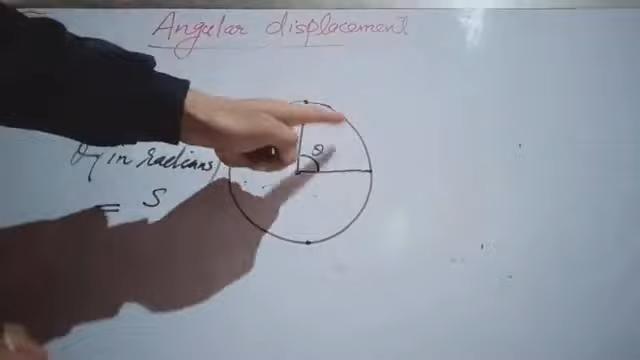 Angular displacement
θ
θ in radians
= S